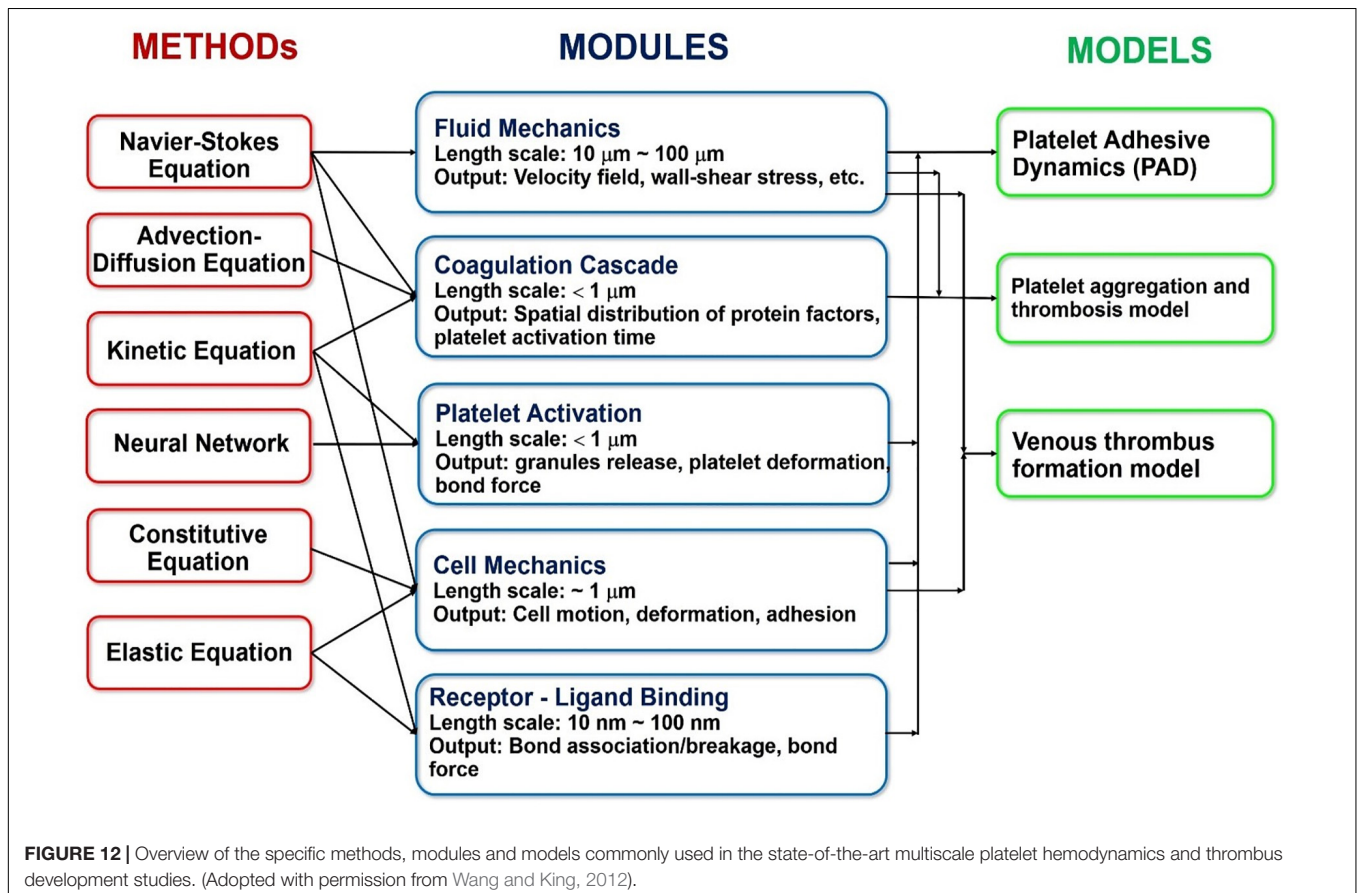 METHODs
MODULES
MODELS
Navier-Stokes
Equation
Advection-
Diffusion Equation
Kinetic Equation
Neural Network
Constitutive
Equation
Elastic Equation
Fluid Mechanics
Length scale: 10 μm ~ 100 μm
Output: Velocity field, wall-shear stress, etc.
Coagulation Cascade
Length scale: < 1 μm
Output: Spatial distribution of protein factors,
platelet activation time
Platelet Activation
Length scale: < 1 μm
Output: granules release, platelet deformation,
bond force
Cell Mechanics
Length scale: ~ 1 μm
Output: Cell motion, deformation, adhesion
Receptor - Ligand Binding
Length scale: 10 nm ~ 100 nm
Output: Bond association/breakage, bond
force
Platelet Adhesive
Dynamics (PAD)
Platelet aggregation and
thrombosis model
Venous thrombus
formation model
FIGURE 12 | Overview of the specific methods, modules and models commonly used in the state-of-the-art multiscale platelet hemodynamics and thrombus
development studies. (Adopted with permission from Wang and King, 2012).